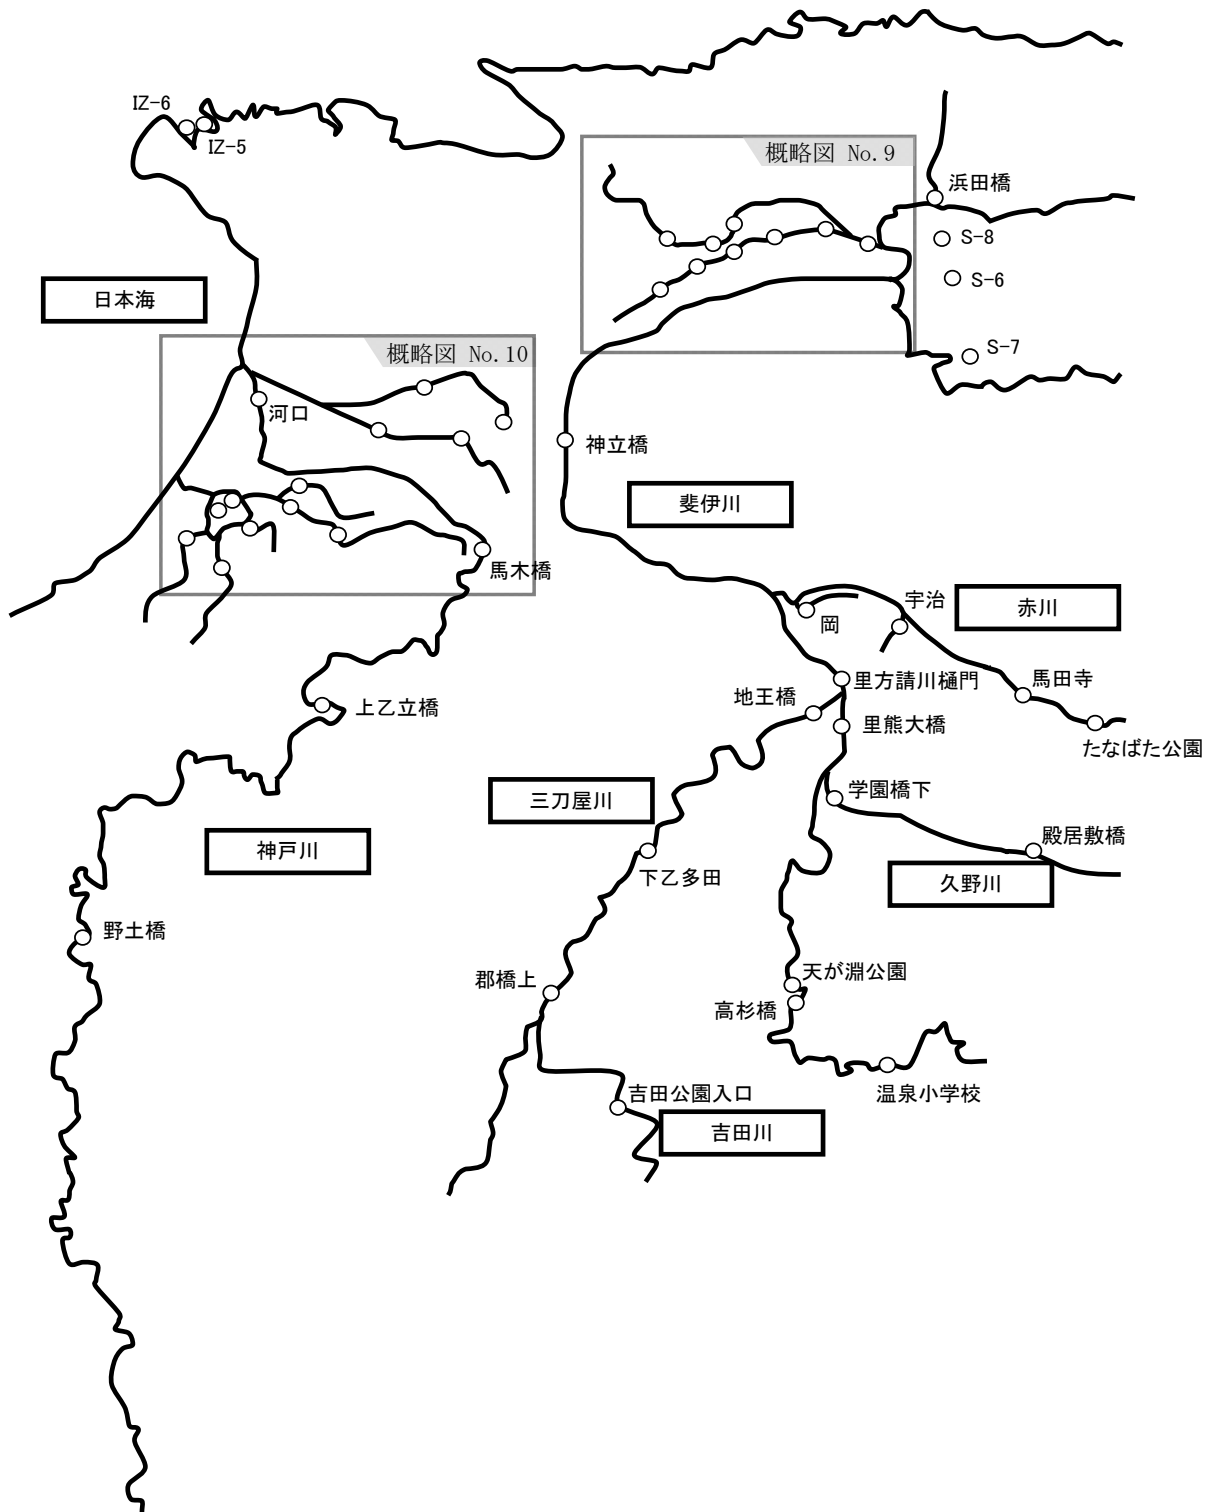 IZ-6
IZ-5
概略図 No.9
浜田橋
S-8
S-6
S-7
日本海
概略図 No.10
河口
神立橋
斐伊川
馬木橋
宇治
赤川
岡
里方請川樋門
馬田寺
地王橋
上乙立橋
里熊大橋
たなばた公園
三刀屋川
学園橋下
殿居敷橋
神戸川
下乙多田
久野川
野土橋
天が淵公園
郡橋上
高杉橋
温泉小学校
吉田公園入口
吉田川